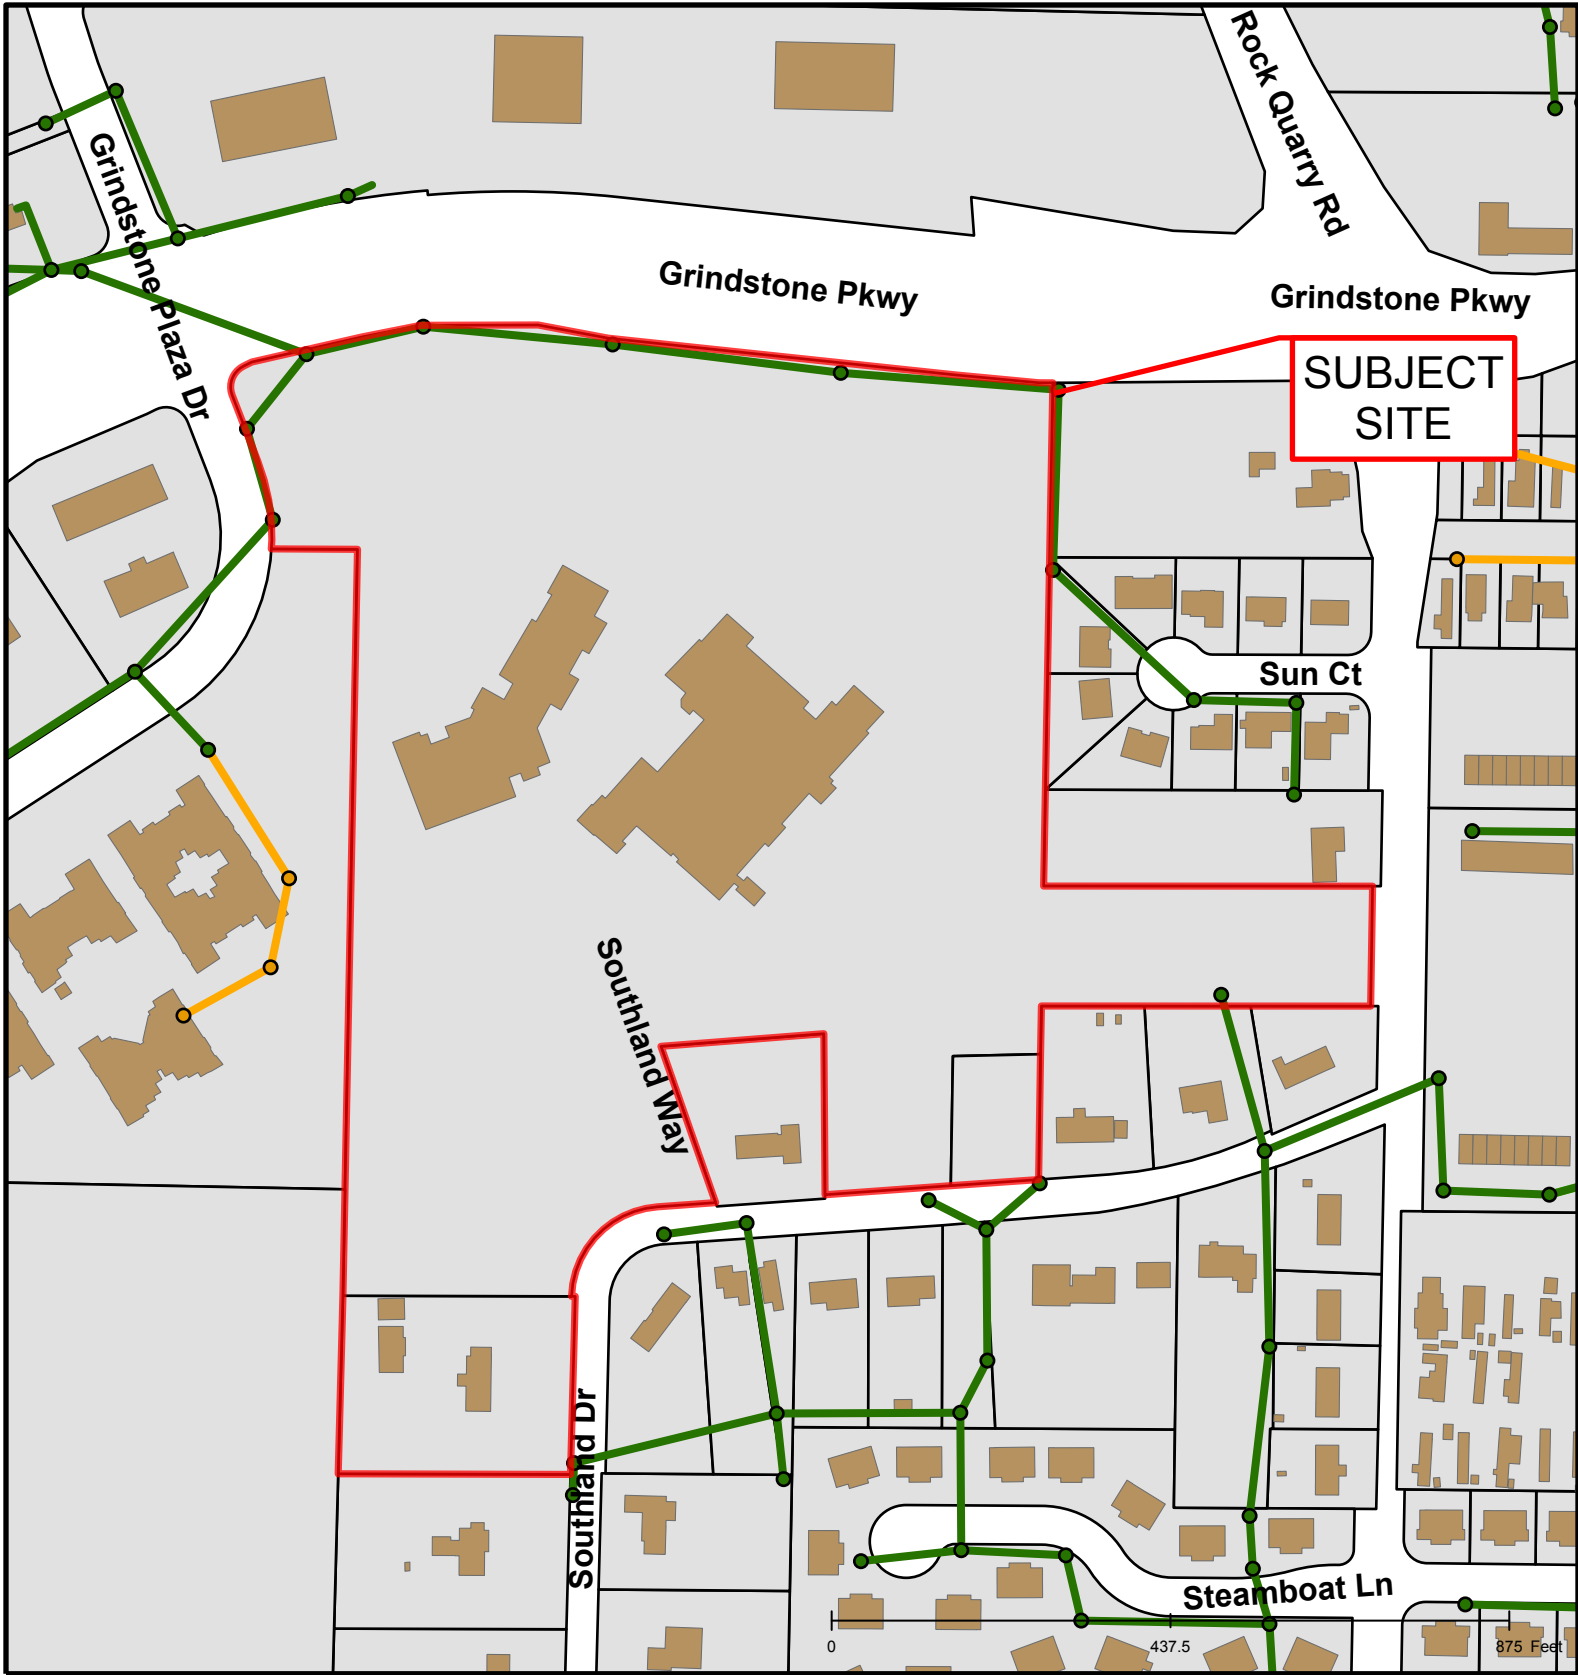 Rock Quarry Rd
Grindstone Plaza Dr
Grindstone Pkwy
Grindstone Pkwy
SUBJECT
SITE
Sun Ct
Southland Way
Southland Dr
Steamboat Ln
0 437.5 875 Feet